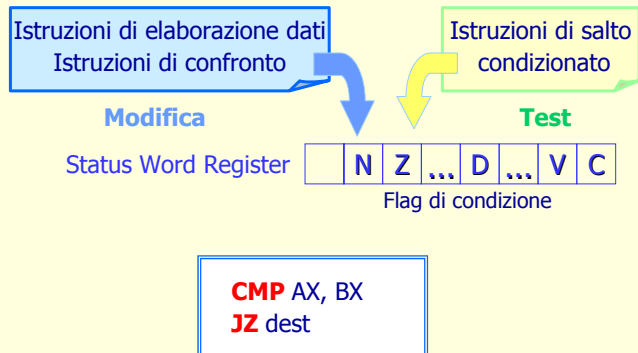 Istruzioni di elaborazione dati
Istruzioni di confronto
Istruzioni di salto
condizionato
Modifica
Test
Status Word Register N Z ... D ... V C
Flag di condizione
CMP AX, BX
JZ dest